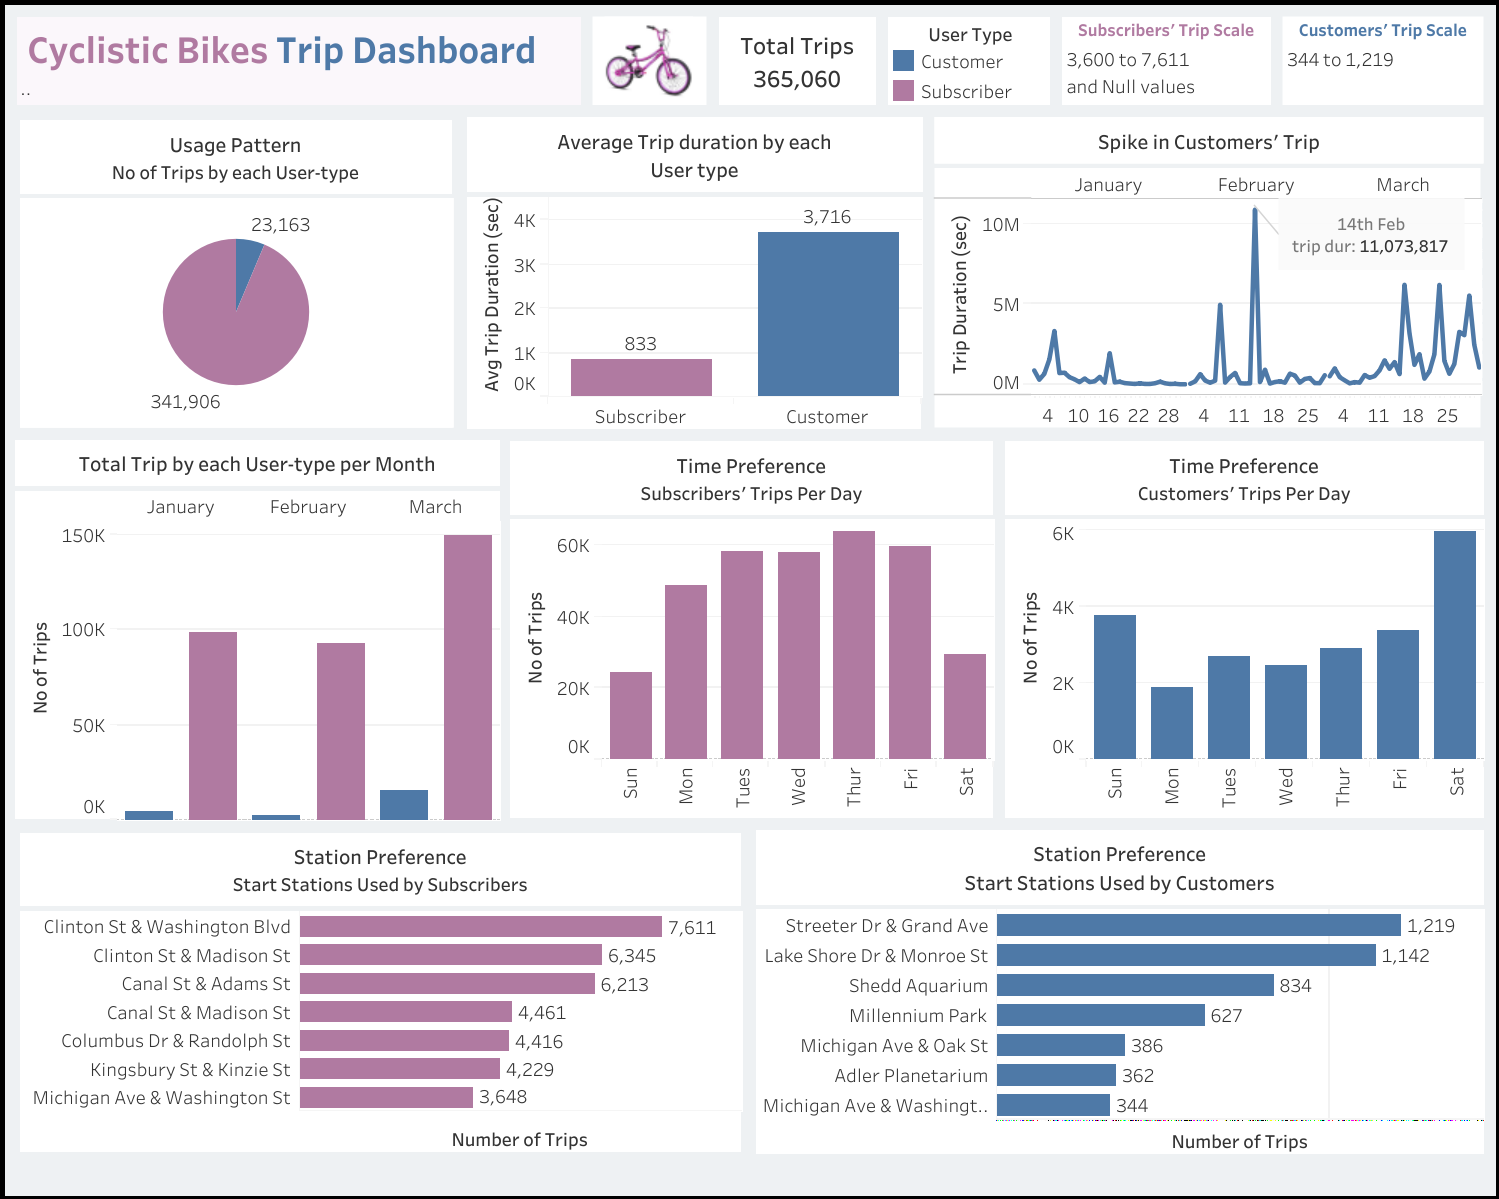 Cyclistic Bikes Trip Dashboard
..
Total Trips
365,060
User Type
Customer
Subscriber
Subscribers’ Trip Scale
3,600 to 7,611
and Null values
Customers’ Trip Scale
344 to 1,219
Usage Pattern
No of Trips by each User-type
23,163
341,906
Average Trip duration by each
User type
Avg Trip Duration (sec)
4K
3K
2K
1K
0K
833
3,716
Subscriber
Customer
Spike in Customers’ Trip
January February March
Trip Duration (sec)
10M
5M
0M
14th Feb
trip dur: 11,073,817
4 10 16 22 28 4 11 18 25 4 11 18 25
Total Trip by each User-type per Month
January February March
No of Trips
150K
100K
50K
0K
Time Preference
Subscribers’ Trips Per Day
No of Trips
60K
40K
20K
0K
Sun
Mon
Tues
Wed
Thur
Fri
Sat
Time Preference
Customers’ Trips Per Day
No of Trips
6K
4K
2K
0K
Sun
Mon
Tues
Wed
Thur
Fri
Sat
Station Preference
Start Stations Used by Subscribers
Clinton St & Washington Blvd 7,611
Clinton St & Madison St 6,345
Canal St & Adams St 6,213
Canal St & Madison St 4,461
Columbus Dr & Randolph St 4,416
Kingsbury St & Kinzie St 4,229
Michigan Ave & Washington St 3,648
Number of Trips
Station Preference
Start Stations Used by Customers
Streeter Dr & Grand Ave 1,219
Lake Shore Dr & Monroe St 1,142
Shedd Aquarium 834
Millennium Park 627
Michigan Ave & Oak St 386
Adler Planetarium 362
Michigan Ave & Washingt.. 344
Number of Trips